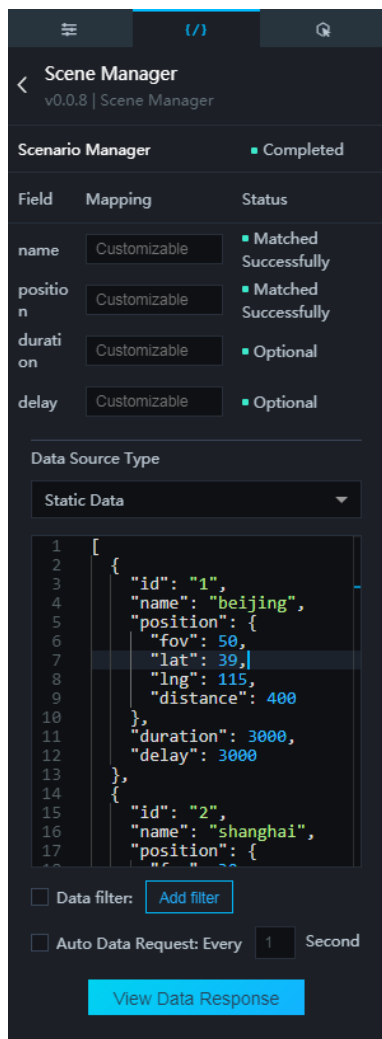 {/}
Scene Manager
v0.0.8 | Scene Manager
Scenario Manager Completed
Field Mapping Status
name Customizable Matched
Successfully
positio
n Customizable Matched
Successfully
durati
on Customizable Optional
delay Customizable Optional
Data Source Type
Static Data
1 [
2 {
3 "id": "1",
4 "name": "beijing",
5 "position": {
6 "fov": 50,
7 "lat": 39,
8 "lng": 115,
9 "distance": 400
10 },
11 "duration": 3000,
12 "delay": 3000
13 },
14 {
15 "id": "2",
16 "name": "shanghai",
17 "position": {
Data filter: Add filter
Auto Data Request: Every 1 Second
View Data Response